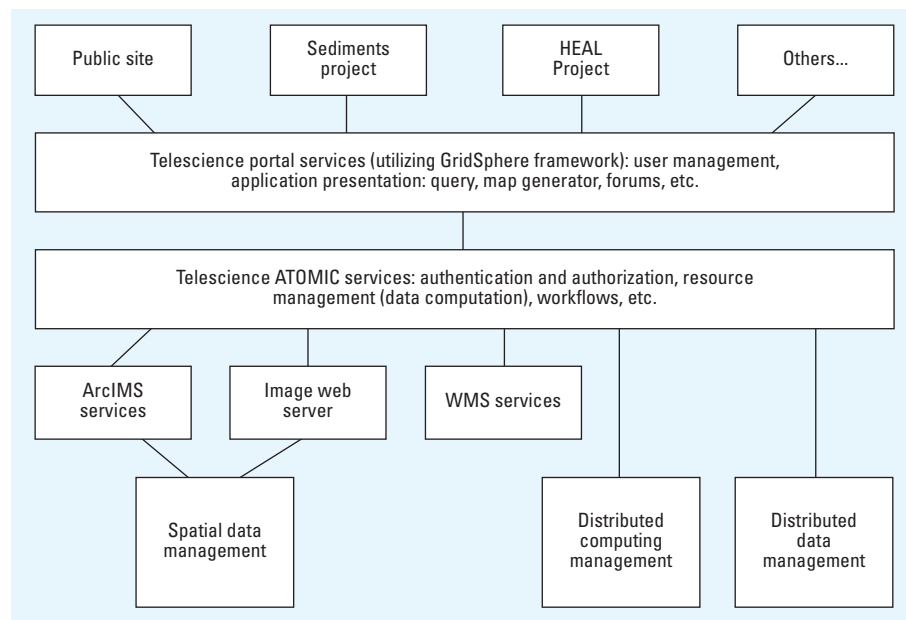 Public site
Sediments
project
HEAL
Project
Others...
Telescience portal services (utilizing GridSphere framework): user management,
application presentation: query, map generator, forums, etc.
Telescience ATOMIC services: authentication and authorization, resource
management (data computation), workflows, etc.
ArcIMS
services
Image web
server
WMS services
Spatial data
management
Distributed
computing
management
Distributed
data
management